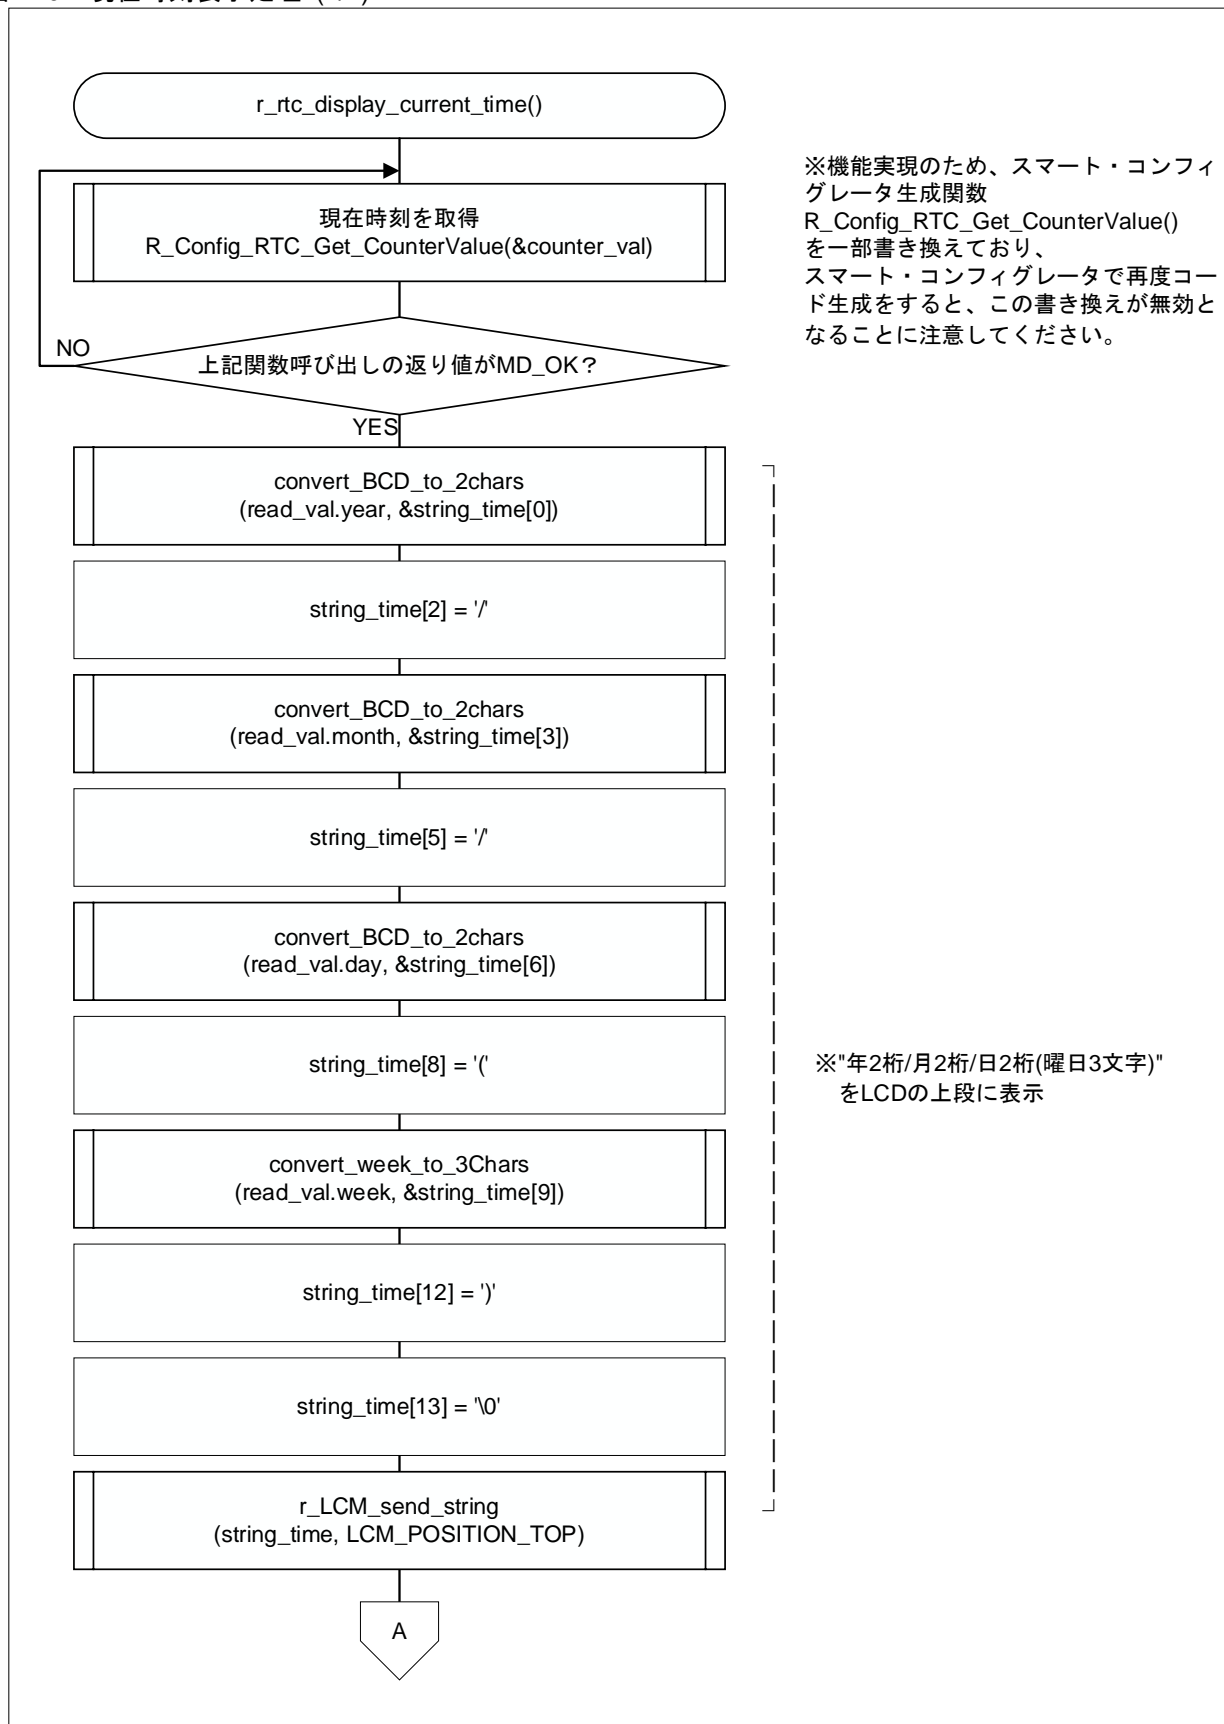 r_rtc_display_current_time()
※機能実現のため、スマート・コンフィ
グレータ生成関数
R_Config_RTC_Get_CounterValue()
を一部書き換えており、
スマート・コンフィグレータで再度コー
ド生成をすると、この書き換えが無効と
なることに注意してください。
現在時刻を取得
R_Config_RTC_Get_CounterValue(&counter_val)
NO
上記関数呼び出しの返り値がMD_OK？
YES
convert_BCD_to_2chars
(read_val.year, &string_time[0])
string_time[2] = '/'
convert_BCD_to_2chars
(read_val.month, &string_time[3])
string_time[5] = '/'
convert_BCD_to_2chars
(read_val.day, &string_time[6])
string_time[8] = '('
※"年2桁/月2桁/日2桁(曜日3文字)"
をLCDの上段に表示
convert_week_to_3Chars
(read_val.week, &string_time[9])
string_time[12] = ')'
string_time[13] = '\0'
r_LCM_send_string
(string_time, LCM_POSITION_TOP)
A